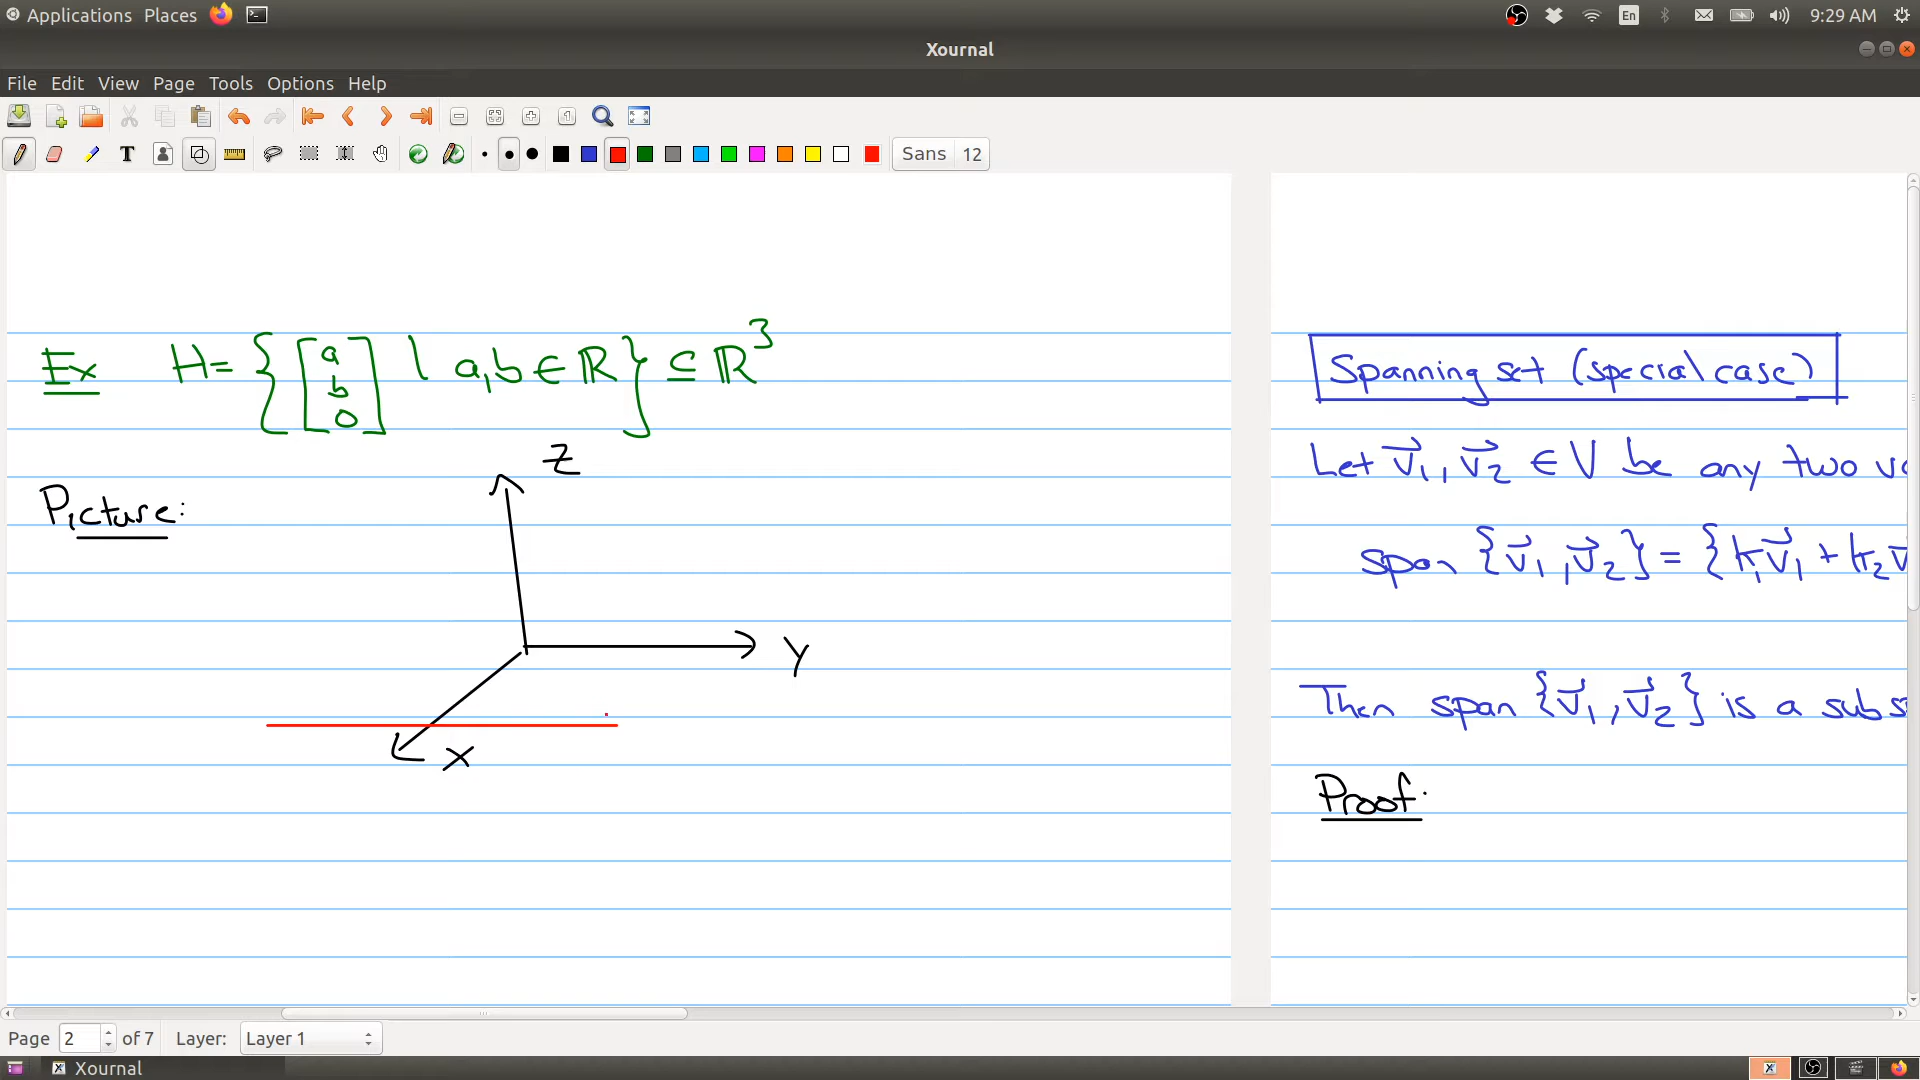 Applications Places En 9:29 AM
Xournal
File Edit View Page Tools Options Help
T Sans 12
Ex H = { [a b 0] | a,b ∈ ℝ } ⊆ ℝ³
Picture:
Z
Y
X
Spanning set (special case)
Let v⃗₁, v⃗₂ ∈ V be any two
span {v⃗₁, v⃗₂} = {k₁v⃗₁ + k₂
Then span {v⃗₁, v⃗₂} is a
Proof:
Page 2 of 7 Layer: Layer 1
Xournal